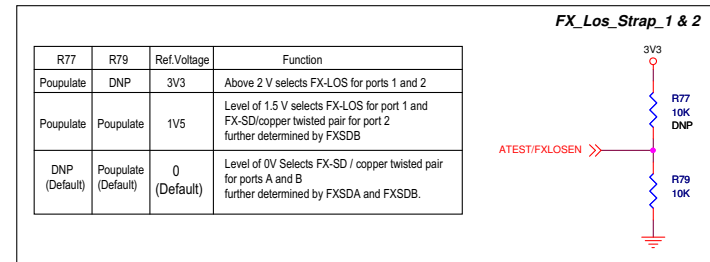 FX_Los_Strap_1 & 2
R77 R79 Ref.Voltage Function
Poupulate DNP 3V3 Above 2 V selects FX-LOS for ports 1 and 2
Poupulate Poupulate 1V5 Level of 1.5 V selects FX-LOS for port 1 and
FX-SD/copper twisted pair for port 2
further determined by FXSDB
DNP
(Default)
Poupulate
(Default)
0
(Default)
Level of 0V Selects FX-SD / copper twisted pair
for ports A and B
further determined by FXSDA and FXSDB.
3V3
R77
10K
DNP
ATEST/FXLOSEN
R79
10K